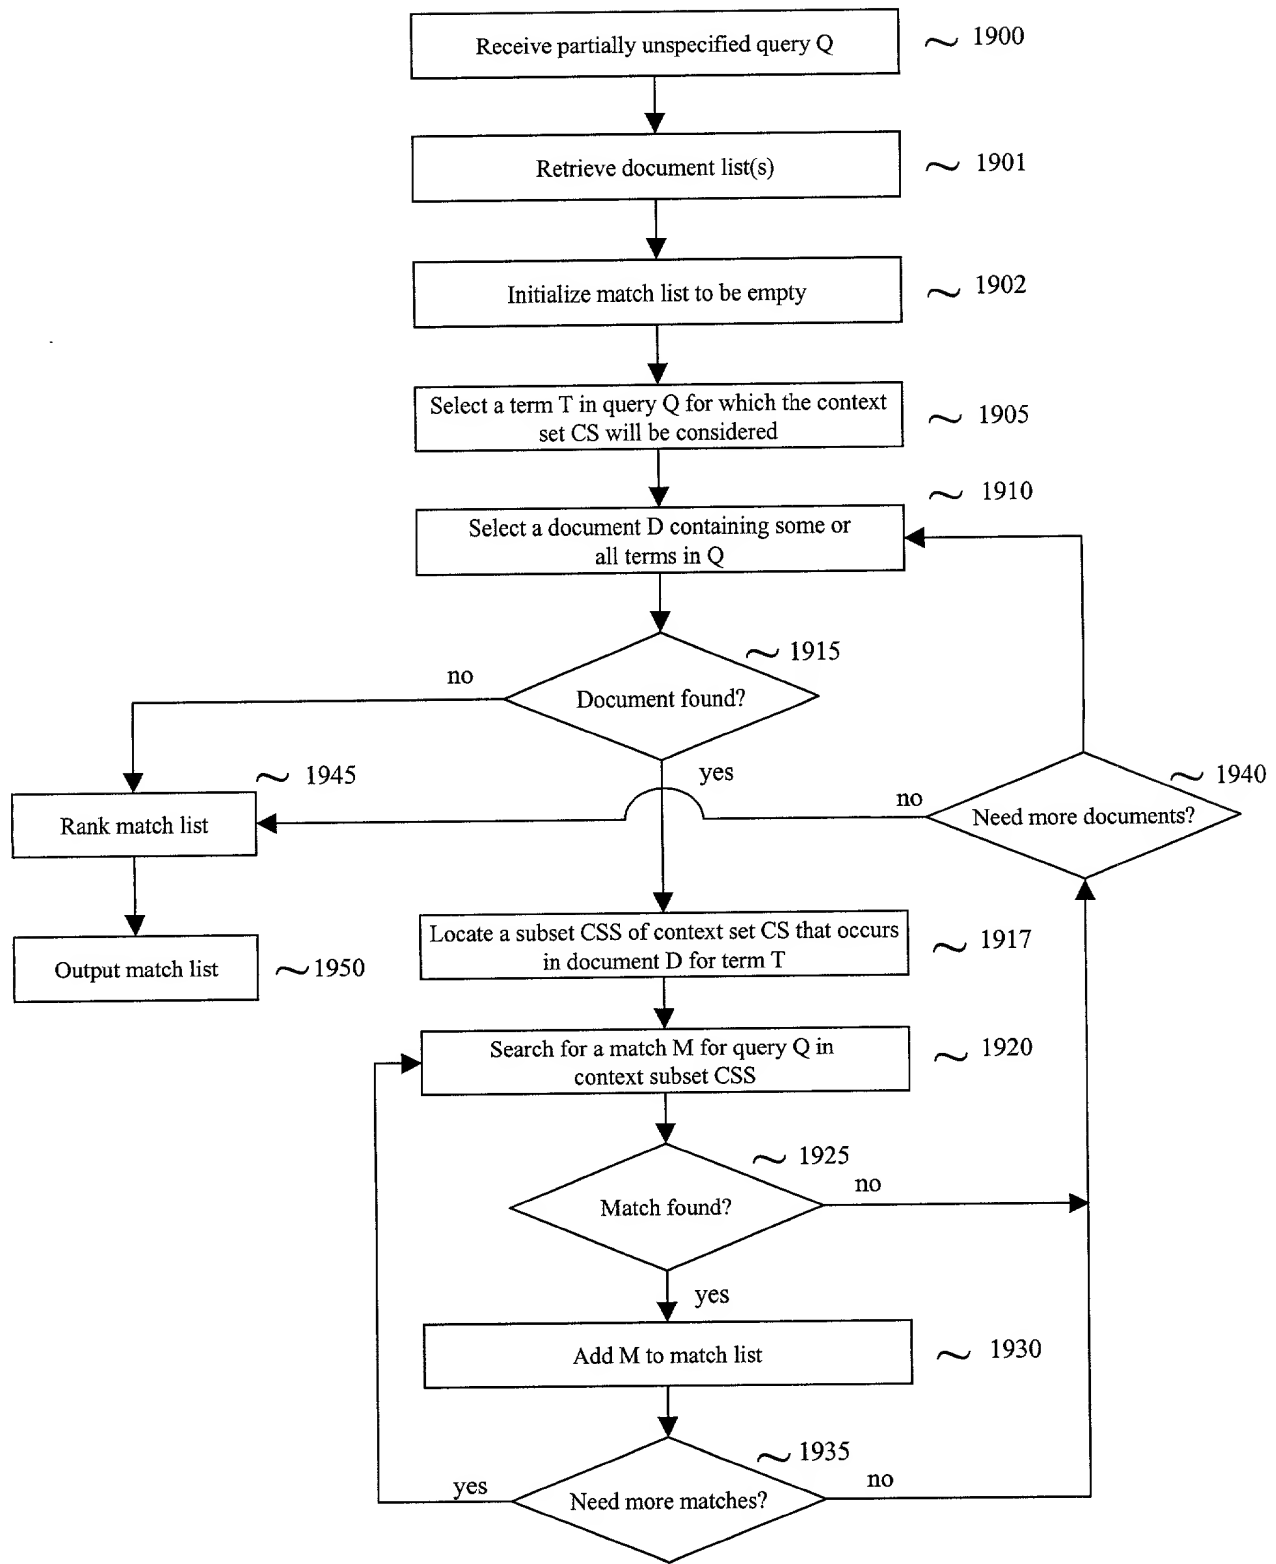 Receive partially unspecified query Q
1900
Retrieve document list(s)
1901
Initialize match list to be empty
1902
Select a term T in query Q for which the context
set CS will be considered
1905
1910
Select a document D containing some or
all terms in Q
1915
no
Document found?
yes
1945
1940
no
Rank match list
Need more documents?
Locate a subset CSS of context set CS that occurs
in document D for term T
1917
Output match list
1950
Search for a match M for query Q in
context subset CSS
1920
1925
no
Match found?
yes
Add M to match list
1930
1935
yes
no
Need more matches?